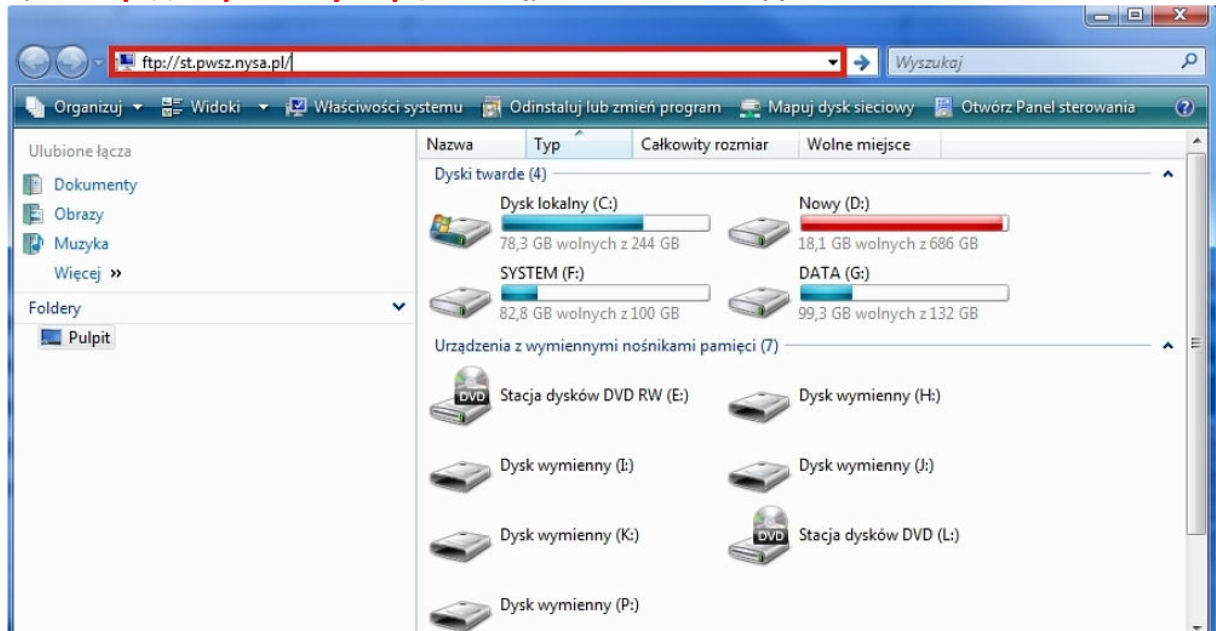 ftp://st.pwsz.nysa.pl/
Wyszukaj
Organizuj Widoki Właściwości systemu Odinstaluj lub zmień program Mapuj dysk sieciowy Otwórz Panel sterowania
Ulubione łącza
Dokumenty
Obrazy
Muzyka
Więcej »
Foldery
Pulpit
Nazwa Typ Całkowity rozmiar Wolne miejsce
Dyski twarde (4)
Dysk lokalny (C:)
78,3 GB wolnych z 244 GB
Nowy (D:)
18,1 GB wolnych z 686 GB
SYSTEM (F:)
82,8 GB wolnych z 100 GB
DATA (G:)
99,3 GB wolnych z 132 GB
Urządzenia z wymiennymi nośnikami pamięci (7)
DVD
Stacja dysków DVD RW (E:)
Dysk wymienny (H:)
Dysk wymienny (I:)
Dysk wymienny (J:)
Dysk wymienny (K:)
DVD
Stacja dysków DVD (L:)
Dysk wymienny (P:)